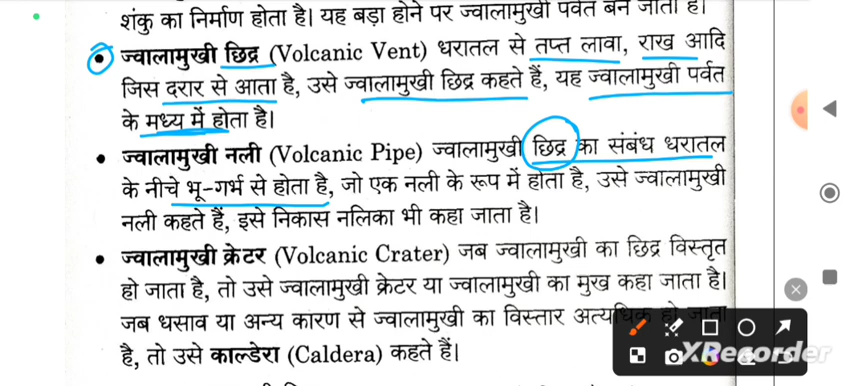 शंकु का निर्माण होता है। यह बड़ा होने पर ज्वालामुखी पर्वत बन जाता है।
• ज्वालामुखी छिद्र (Volcanic Vent) धरातल से तप्त लावा, राख आदि
जिस दरार से आता है, उसे ज्वालामुखी छिद्र कहते हैं, यह ज्वालामुखी पर्वत
के मध्य में होता है।
• ज्वालामुखी नली (Volcanic Pipe) ज्वालामुखी छिद्र का संबंध धरातल
के नीचे भू-गर्भ से होता है, जो एक नली के रूप में होता है, उसे ज्वालामुखी
नली कहते हैं, इसे निकास नलिका भी कहा जाता है।
• ज्वालामुखी क्रेटर (Volcanic Crater) जब ज्वालामुखी का छिद्र विस्तृत
हो जाता है, तो उसे ज्वालामुखी क्रेटर या ज्वालामुखी का मुख कहा जाता है।
जब धसाव या अन्य कारण से ज्वालामुखी का विस्तार अत्यधिक हो जाता
है, तो उसे काल्डेरा (Caldera) कहते हैं।
XRecorder